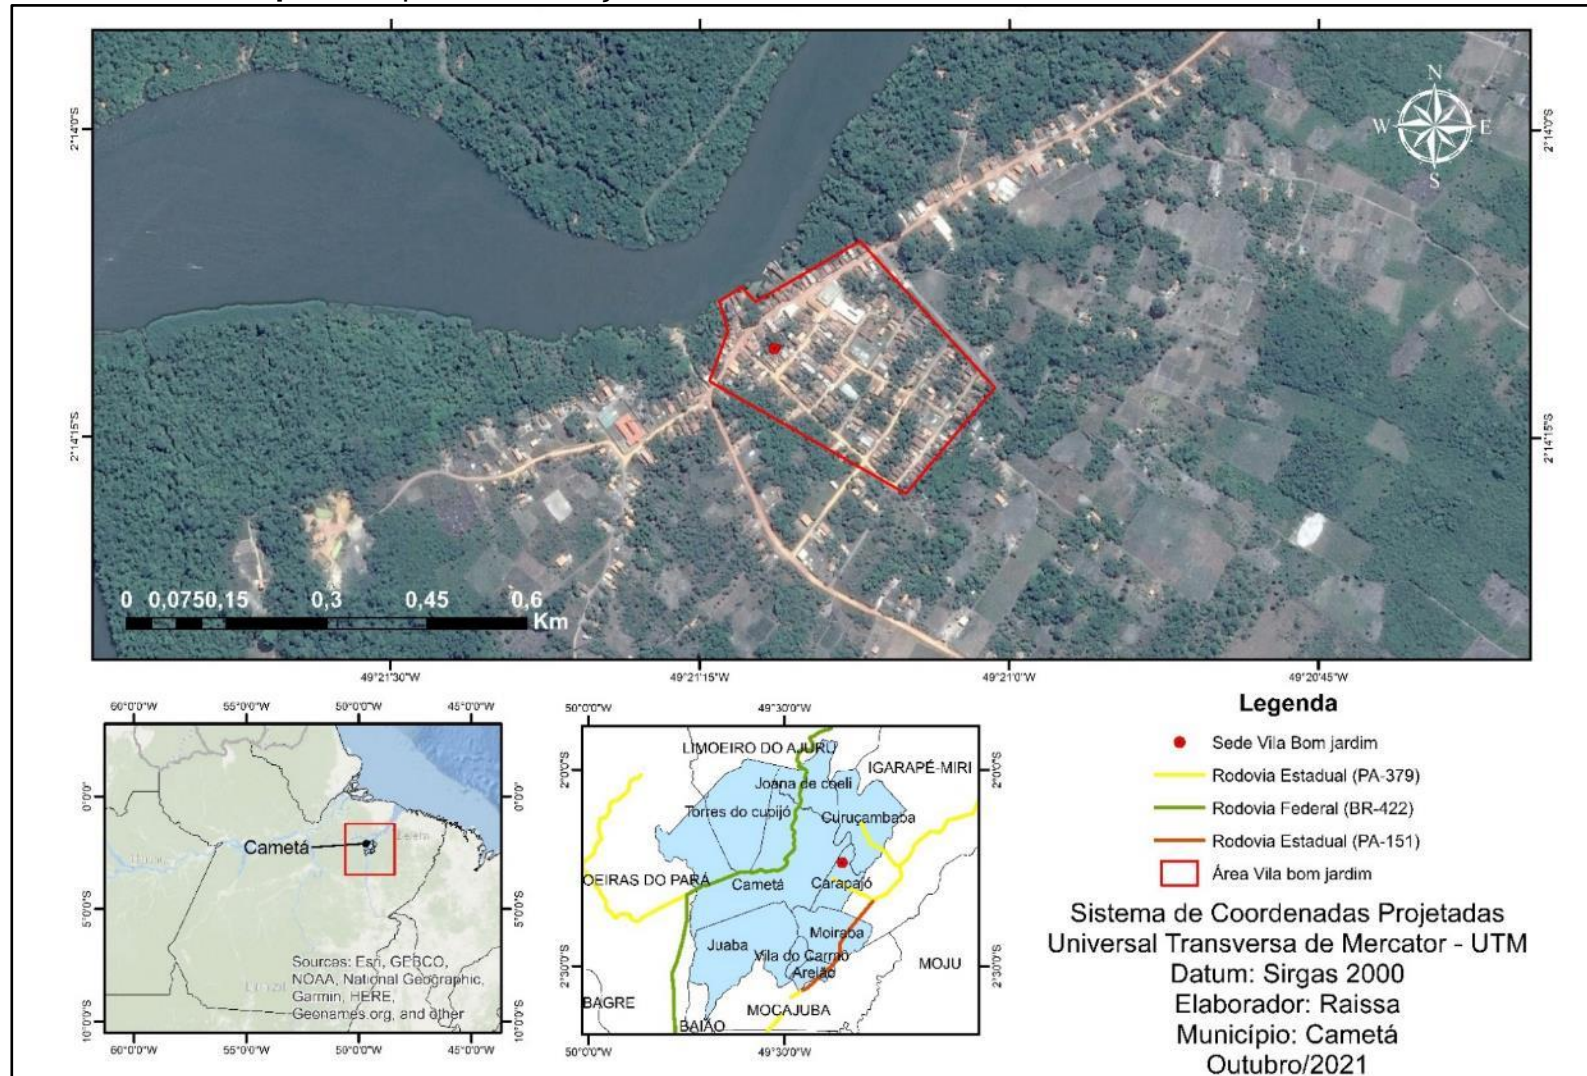 N
W E
S
2°14'0"S
2°14'0"S
2°14'15"S
2°14'15"S
0 0,0750,15 0,3 0,45 0,6
Km
49°21'30"W 49°21'15"W 49°21'0"W 49°20'45"W
60°0'0"W 55°0'0"W 50°0'0"W 45°0'0"W
0°0'0"
0°0'0"
Cametá
Belém
5°0'0"S
5°0'0"S
Sources: Esri, GEBCO,
NOAA, National Geographic,
Garmin, HERE,
Geonames.org, and other
10°0'0"S
10°0'0"S
60°0'0"W 55°0'0"W 50°0'0"W 45°0'0"W
50°0'0"W 49°30'0"W
LIMOEIRO DO AJURU
IGARAPÉ-MIRI
2°0'0"S
2°0'0"S
Joana de coeli
Torres do cupijó
Curuçambaba
OEIRAS DO PARÁ
Cametá
Carapajó
Juaba
Moiraba
Vila do Carmo
Areião
MOJU
2°30'0"S
2°30'0"S
BAGRE
MOCAJUBA
BAIÃO
50°0'0"W 49°30'0"W
Legenda
Sede Vila Bom jardim
Rodovia Estadual (PA-379)
Rodovia Federal (BR-422)
Rodovia Estadual (PA-151)
Área Vila bom jardim
Sistema de Coordenadas Projetadas
Universal Transversa de Mercator - UTM
Datum: Sirgas 2000
Elaborador: Raissa
Município: Cametá
Outubro/2021